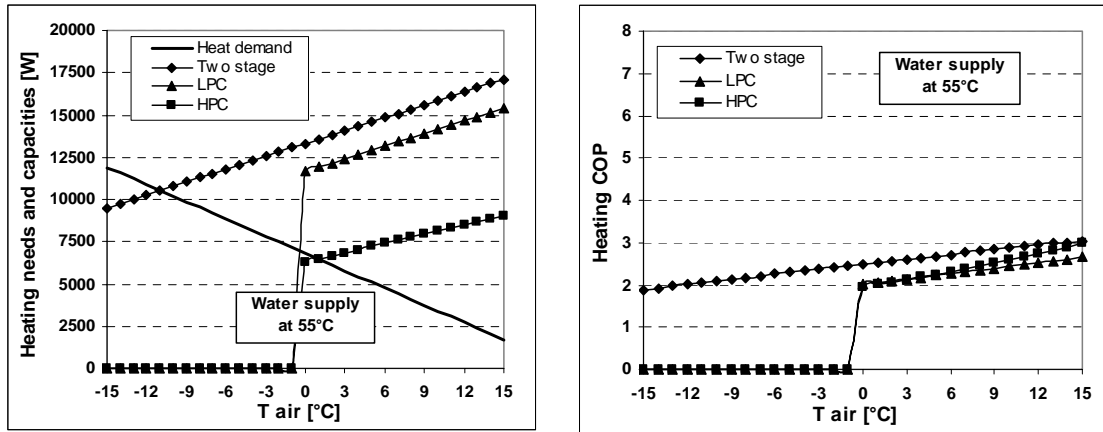 Heating needs and capacities [W]
20000
17500
15000
12500
10000
7500
5000
2500
0
Heat demand
Two stage
LPC
HPC
Water supply
at 55°C
-15 -12 -9 -6 -3 0 3 6 9 12 15
T air [°C]
Heating COP
8
7
6
5
4
3
2
1
0
Two stage
LPC
HPC
Water supply
at 55°C
-15 -12 -9 -6 -3 0 3 6 9 12 15
T air [°C]